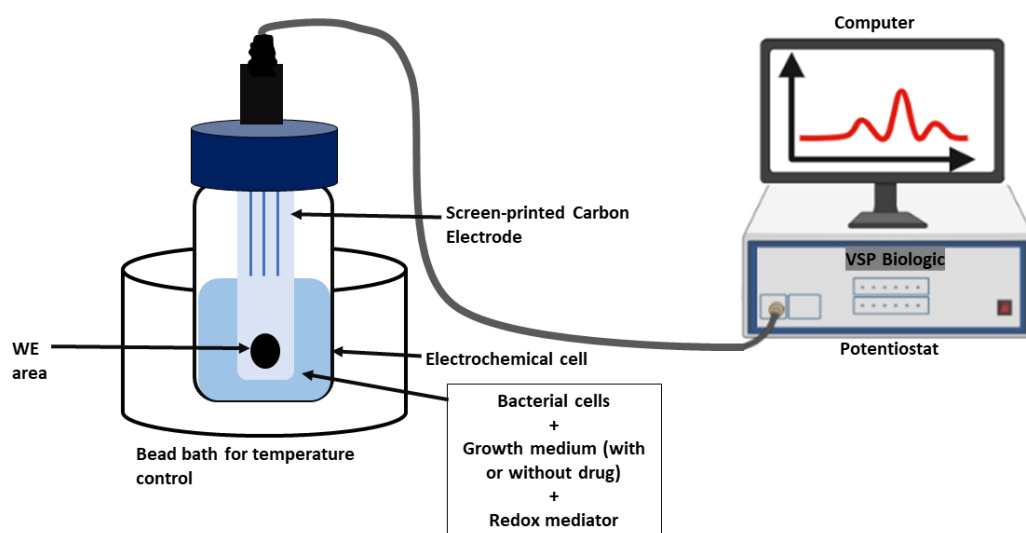 Computer
Screen-printed Carbon
Electrode
VSP Biologic
WE
area
Electrochemical cell
Potentiostat
Bead bath for temperature
control
Bacterial cells
+
Growth medium (with
or without drug)
+
Redox mediator